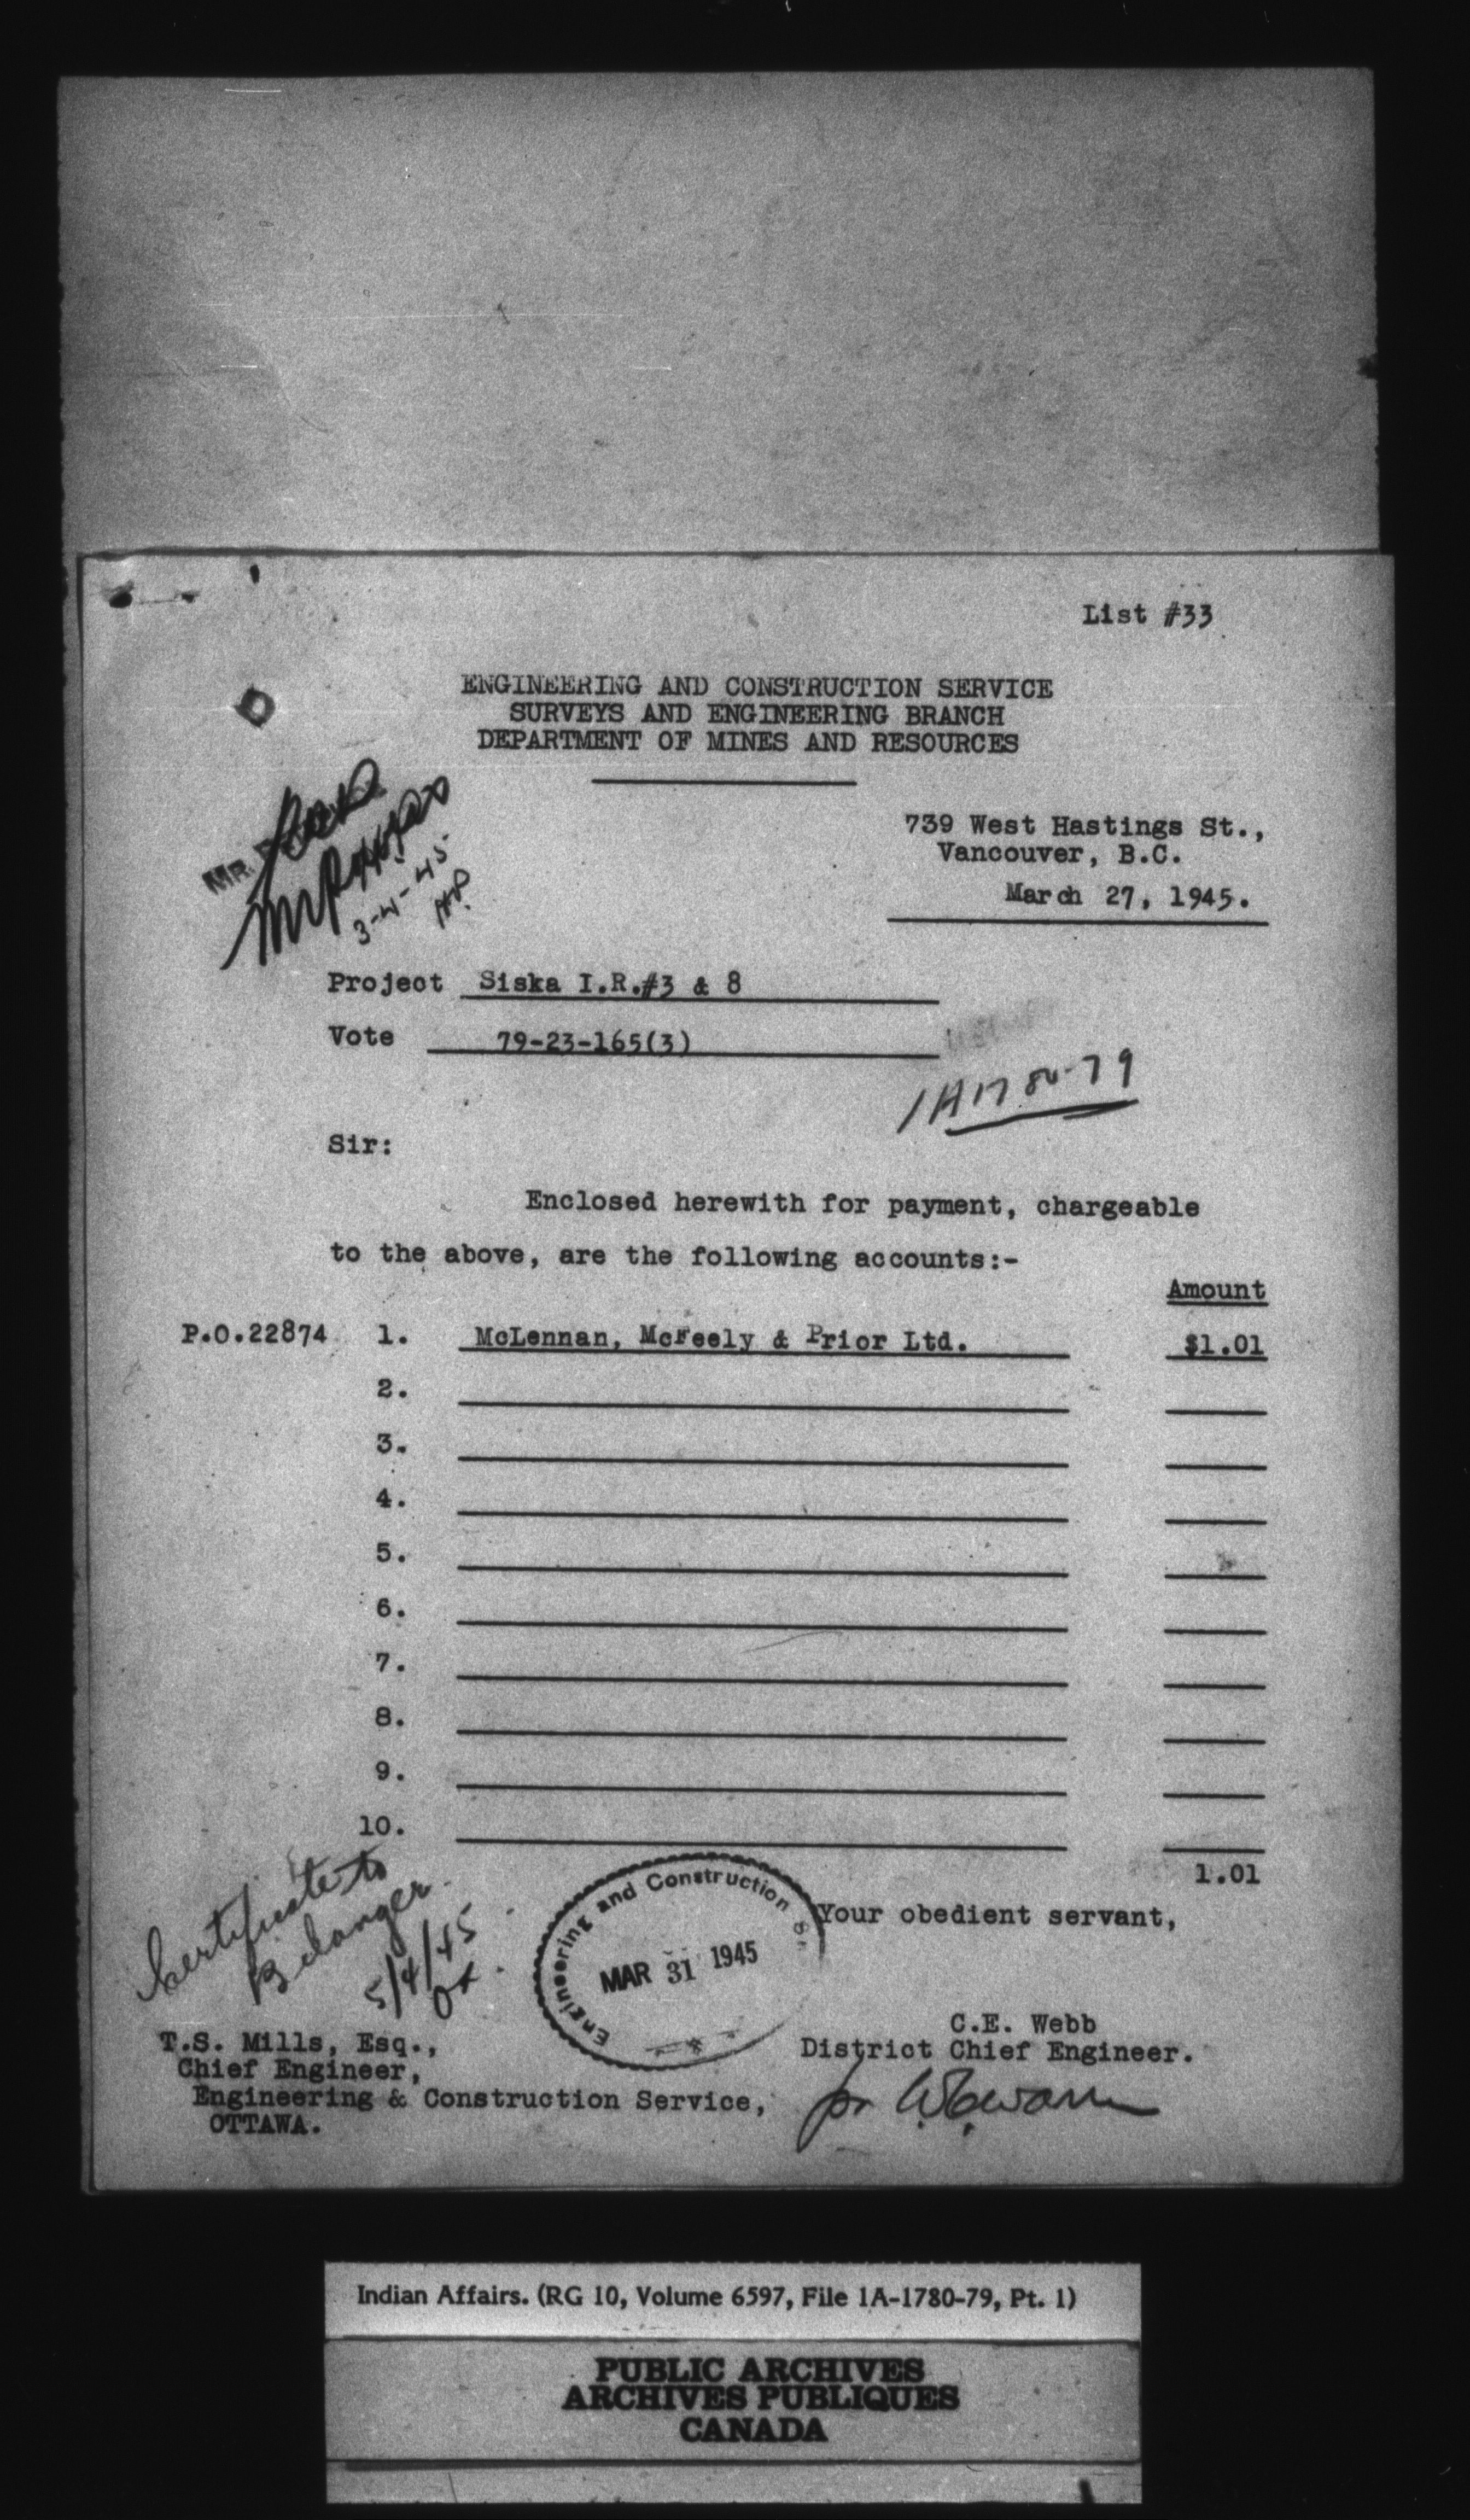 List #33
ENGINEERING AND CONSTRUCTION SERVICE
SURVEYS AND ENGINEERING BRANCH
DEPARTMENT OF MINES AND RESOURCES
739 West Hastings St.,
Vancouver, B.C.
March 27, 1945.
MR.
3-4-45
Project Siska I.R.#3 & 8
Vote 79-23-165(3)
1A1780-79
Sir:
Enclosed herewith for payment, chargeable
to the above, are the following accounts:-
Amount
P.O.22874 1. McLennan, McFeely & Prior Ltd. $1.01
2.
3.
4.
5.
6.
7.
8.
9.
10.
1.01
Certificate to
Belanger
5/4/45
Engineering and Construction S.
MAR 31 1945
Your obedient servant,
C.E. Webb
District Chief Engineer.
T.S. Mills, Esq.,
Chief Engineer,
Engineering & Construction Service,
OTTAWA.
Indian Affairs. (RG 10, Volume 6597, File 1A-1780-79, Pt. 1)
PUBLIC ARCHIVES
ARCHIVES PUBLIQUES
CANADA